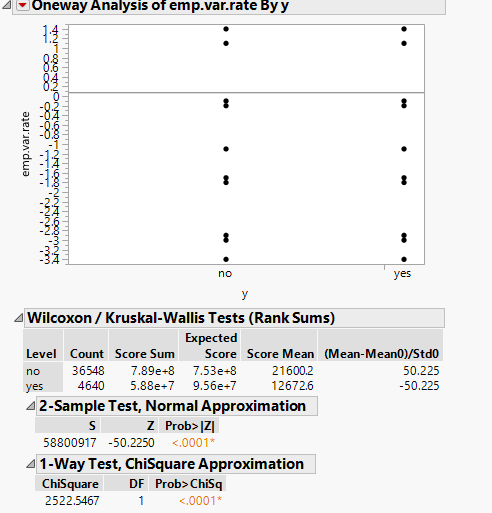 Oneway Analysis of emp.var.rate By y
1.4
1.2
1
0.8
0.6
0.4
0.2
0
-0.2
-0.4
-0.6
-0.8
-1
-1.2
-1.4
-1.6
-1.8
-2
-2.2
-2.4
-2.6
-2.8
-3
-3.2
-3.4
emp.var.rate
no yes
y
Wilcoxon / Kruskal-Wallis Tests (Rank Sums)
Expected
Level Count Score Sum Score Score Mean (Mean-Mean0)/Std0
no 36548 7.89e+8 7.53e+8 21600.2 50.225
yes 4640 5.88e+7 9.56e+7 12672.6 -50.225
2-Sample Test, Normal Approximation
S Z Prob>|Z|
58800917 -50.2250 <.0001*
1-Way Test, ChiSquare Approximation
ChiSquare DF Prob>ChiSq
2522.5467 1 <.0001*